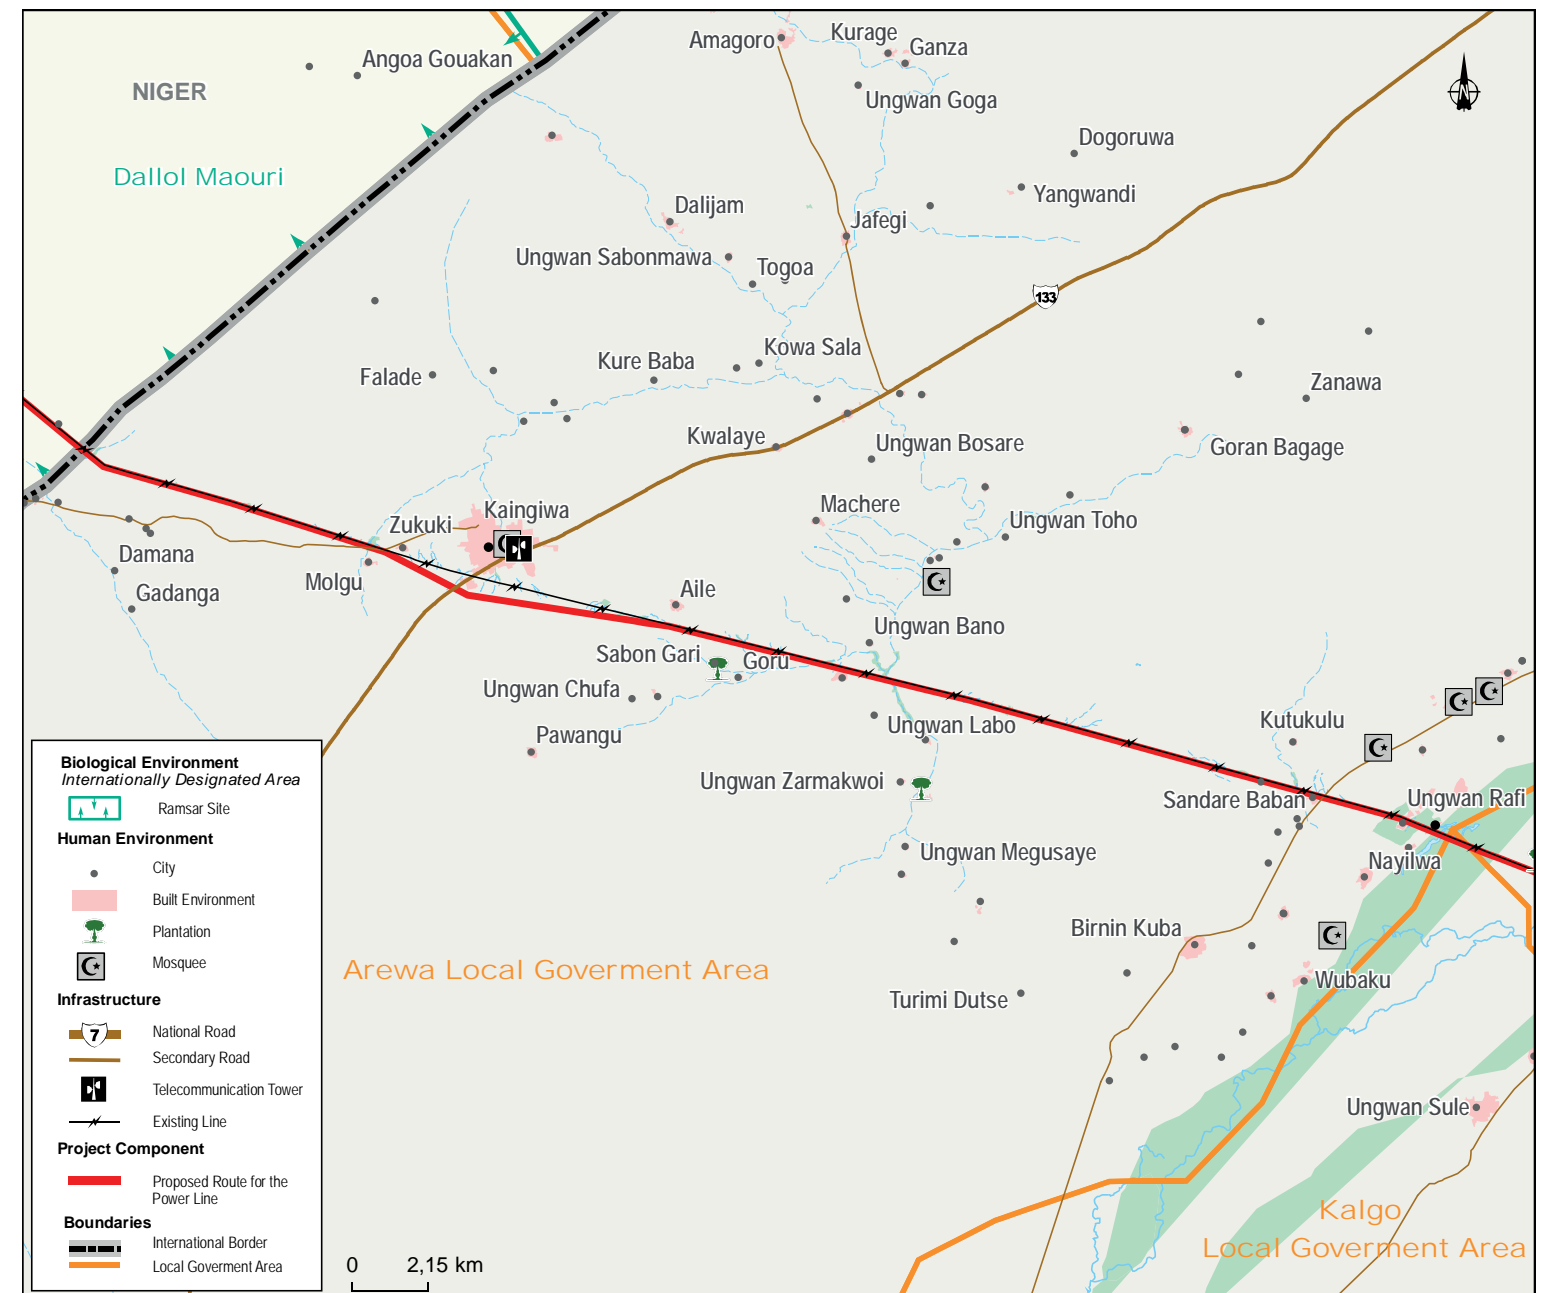 Amagoro
Kurage
Ganza
Angoa Gouakan
NIGER
Ungwan Goga
Dogoruwa
Dallol Maouri
Yangwandi
Dalijam
Jafegi
Ungwan Sabonmawa
Togoa
133
Kowa Sala
Kure Baba
Falade
Zanawa
Kwalaye
Ungwan Bosare
Goran Bagage
Machere
Kaingiwa
Zukuki
Ungwan Toho
Damana
Molgu
Gadanga
Aile
Ungwan Bano
Sabon Gari
Goru
Ungwan Chufa
Kutukulu
Ungwan Labo
Pawangu
Ungwan Zarmakwoi
Sandare Baban
Ungwan Rafi
Ungwan Megusaye
Nayilwa
Birnin Kuba
Arewa Local Goverment Area
Wubaku
Turimi Dutse
Ungwan Sule
Kalgo
Local Goverment Area
Biological Environment
Internationally Designated Area
Ramsar Site
Human Environment
City
Built Environment
Plantation
Mosquee
Infrastructure
7
National Road
Secondary Road
Telecommunication Tower
Existing Line
Project Component
Proposed Route for the
Power Line
Boundaries
International Border
Local Goverment Area
0
2,15 km